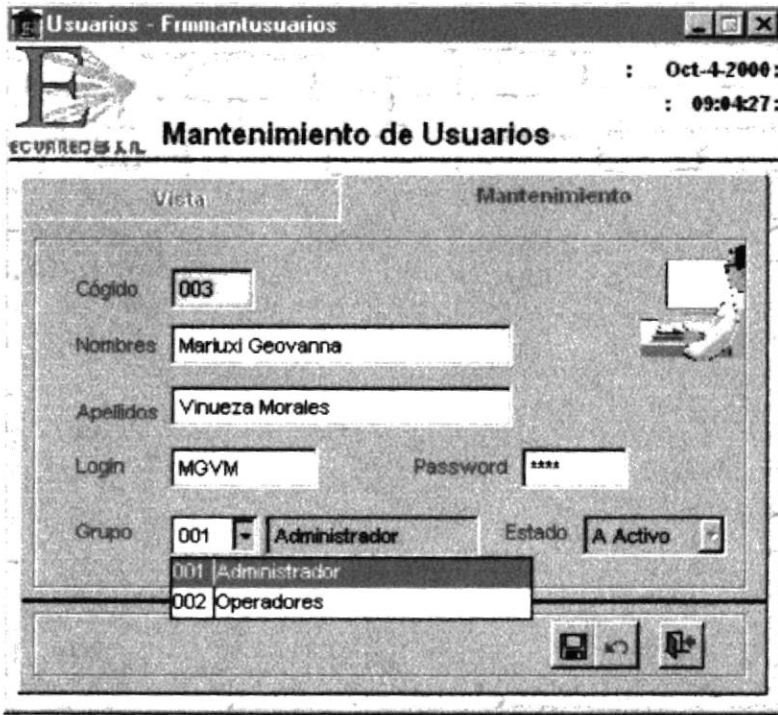 Usuarios - Frmmantusuarios
: Oct-4-2000:
: 09:04:27:
Mantenimiento de Usuarios
Vista Mantenimiento
Cógido 003
Nombres Mariuxi Geovanna
Apellidos Vinueza Morales
Login MGVM Password ****
Grupo 001 Administrador Estado A Activo
001 Administrador
002 Operadores